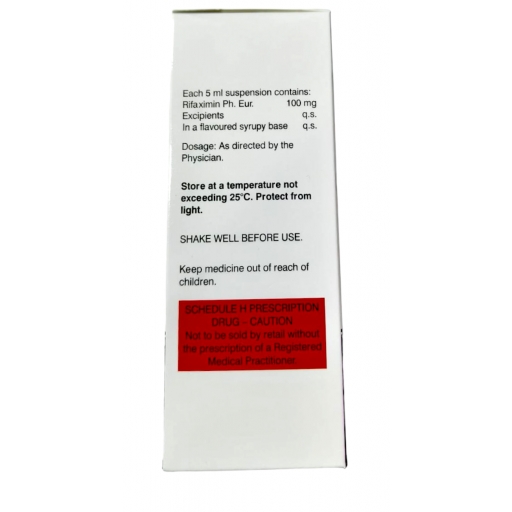 Each 5 ml suspension contains:
Rifaximin Ph. Eur. 100 mg
Excipients q.s.
In a flavoured syrupy base q.s.
Dosage: As directed by the
Physician.
Store at a temperature not
exceeding 25°C. Protect from
light.
SHAKE WELL BEFORE USE.
Keep medicine out of reach of
children.
SCHEDULE H PRESCRIPTION
DRUG – CAUTION
Not to be sold by retail without
the prescription of a Registered
Medical Practitioner.